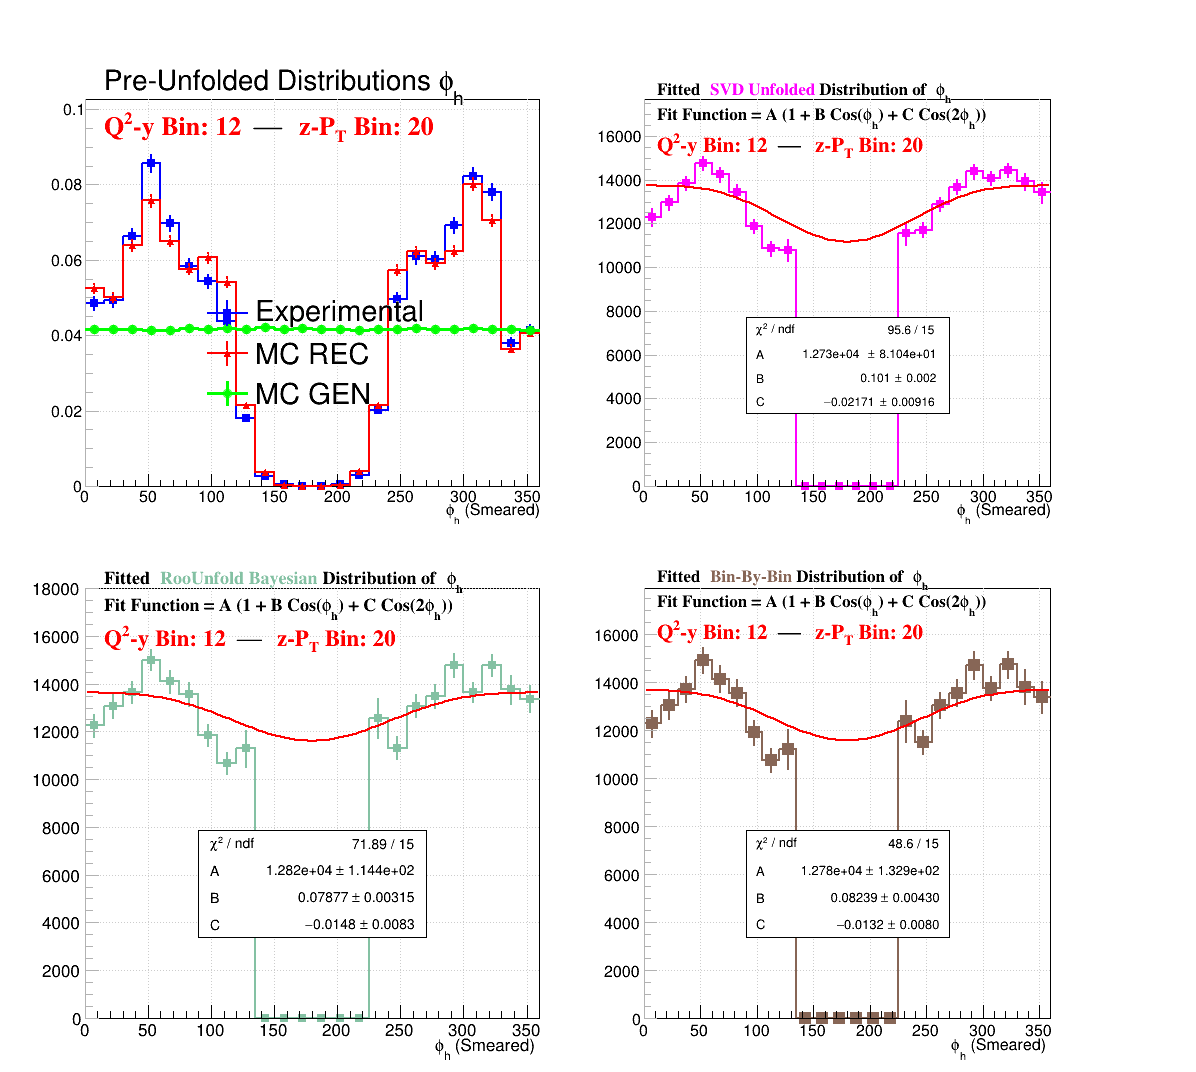 Pre-Unfolded Distributions ϕh
Q²-y Bin: 12 — z-PT Bin: 20
0.1
0.08
0.06
0.04
0.02
0
Experimental
MC REC
MC GEN
0 50 100 150 200 250 300 350
ϕh (Smeared)
Fitted SVD Unfolded Distribution of ϕh
Fit Function = A (1 + B Cos(ϕh) + C Cos(2ϕh))
Q²-y Bin: 12 — z-PT Bin: 20
16000
14000
12000
10000
8000
6000
4000
2000
0
χ² / ndf 95.6 / 15
A 1.273e+04 ± 8.104e+01
B 0.101 ± 0.002
C −0.02171 ± 0.00916
0 50 100 150 200 250 300 350
ϕh (Smeared)
Fitted RooUnfold Bayesian Distribution of ϕh
Fit Function = A (1 + B Cos(ϕh) + C Cos(2ϕh))
Q²-y Bin: 12 — z-PT Bin: 20
18000
16000
14000
12000
10000
8000
6000
4000
2000
0
χ² / ndf 71.89 / 15
A 1.282e+04 ± 1.144e+02
B 0.07877 ± 0.00315
C −0.0148 ± 0.0083
0 50 100 150 200 250 300 350
ϕh (Smeared)
Fitted Bin-By-Bin Distribution of ϕh
Fit Function = A (1 + B Cos(ϕh) + C Cos(2ϕh))
Q²-y Bin: 12 — z-PT Bin: 20
16000
14000
12000
10000
8000
6000
4000
2000
0
χ² / ndf 48.6 / 15
A 1.278e+04 ± 1.329e+02
B 0.08239 ± 0.00430
C −0.0132 ± 0.0080
0 50 100 150 200 250 300 350
ϕh (Smeared)